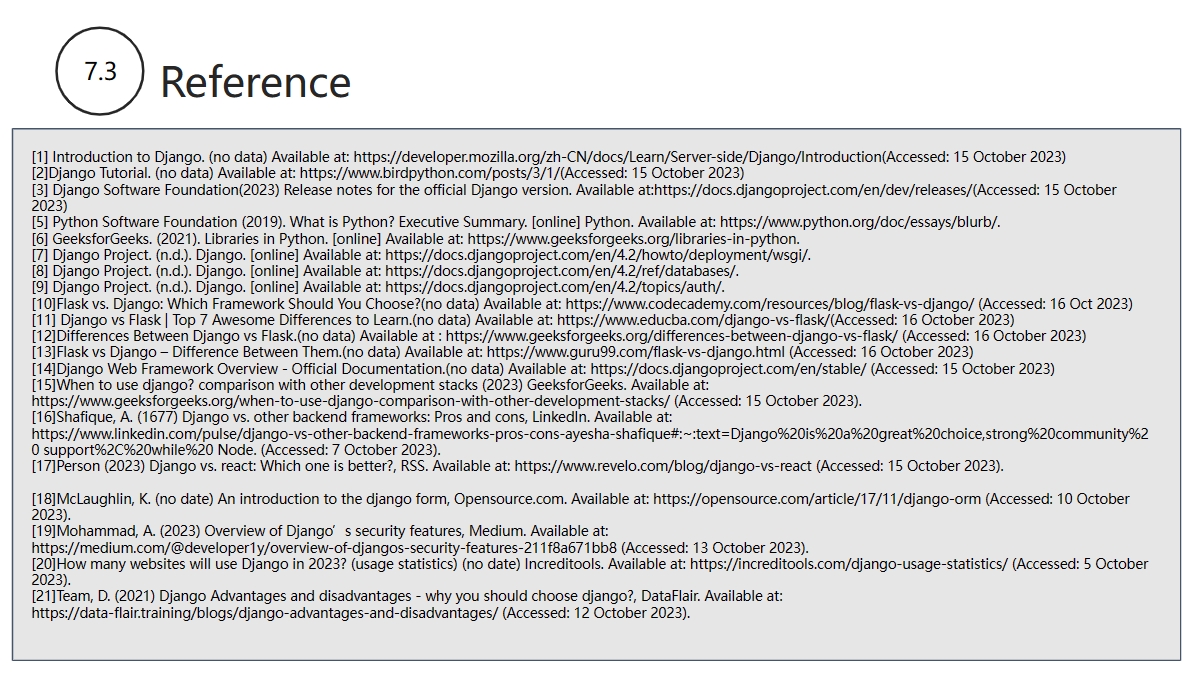 7.3
Reference
[1] Introduction to Django. (no data) Available at: https://developer.mozilla.org/zh-CN/docs/Learn/Server-side/Django/Introduction(Accessed: 15 October 2023)
[2]Django Tutorial. (no data) Available at: https://www.birdpython.com/posts/3/1/(Accessed: 15 October 2023)
[3] Django Software Foundation(2023) Release notes for the official Django version. Available at:https://docs.djangoproject.com/en/dev/releases/(Accessed: 15 October
2023)
[5] Python Software Foundation (2019). What is Python? Executive Summary. [online] Python. Available at: https://www.python.org/doc/essays/blurb/.
[6] GeeksforGeeks. (2021). Libraries in Python. [online] Available at: https://www.geeksforgeeks.org/libraries-in-python.
[7] Django Project. (n.d.). Django. [online] Available at: https://docs.djangoproject.com/en/4.2/howto/deployment/wsgi/.
[8] Django Project. (n.d.). Django. [online] Available at: https://docs.djangoproject.com/en/4.2/ref/databases/.
[9] Django Project. (n.d.). Django. [online] Available at: https://docs.djangoproject.com/en/4.2/topics/auth/.
[10]Flask vs. Django: Which Framework Should You Choose?(no data) Available at: https://www.codecademy.com/resources/blog/flask-vs-django/ (Accessed: 16 Oct 2023)
[11] Django vs Flask | Top 7 Awesome Differences to Learn.(no data) Available at: https://www.educba.com/django-vs-flask/(Accessed: 16 October 2023)
[12]Differences Between Django vs Flask.(no data) Available at : https://www.geeksforgeeks.org/differences-between-django-vs-flask/ (Accessed: 16 October 2023)
[13]Flask vs Django – Difference Between Them.(no data) Available at: https://www.guru99.com/flask-vs-django.html (Accessed: 16 October 2023)
[14]Django Web Framework Overview - Official Documentation.(no data) Available at: https://docs.djangoproject.com/en/stable/ (Accessed: 15 October 2023)
[15]When to use django? comparison with other development stacks (2023) GeeksforGeeks. Available at:
https://www.geeksforgeeks.org/when-to-use-django-comparison-with-other-development-stacks/ (Accessed: 15 October 2023).
[16]Shafique, A. (1677) Django vs. other backend frameworks: Pros and cons, LinkedIn. Available at:
https://www.linkedin.com/pulse/django-vs-other-backend-frameworks-pros-cons-ayesha-shafique#:~:text=Django%20is%20a%20great%20choice,strong%20community%2
0 support%2C%20while%20 Node. (Accessed: 7 October 2023).
[17]Person (2023) Django vs. react: Which one is better?, RSS. Available at: https://www.revelo.com/blog/django-vs-react (Accessed: 15 October 2023).
[18]McLaughlin, K. (no date) An introduction to the django form, Opensource.com. Available at: https://opensource.com/article/17/11/django-orm (Accessed: 10 October
2023).
[19]Mohammad, A. (2023) Overview of Django’s security features, Medium. Available at:
https://medium.com/@developer1y/overview-of-djangos-security-features-211f8a671bb8 (Accessed: 13 October 2023).
[20]How many websites will use Django in 2023? (usage statistics) (no date) Increditools. Available at: https://increditools.com/django-usage-statistics/ (Accessed: 5 October
2023).
[21]Team, D. (2021) Django Advantages and disadvantages - why you should choose django?, DataFlair. Available at:
https://data-flair.training/blogs/django-advantages-and-disadvantages/ (Accessed: 12 October 2023).